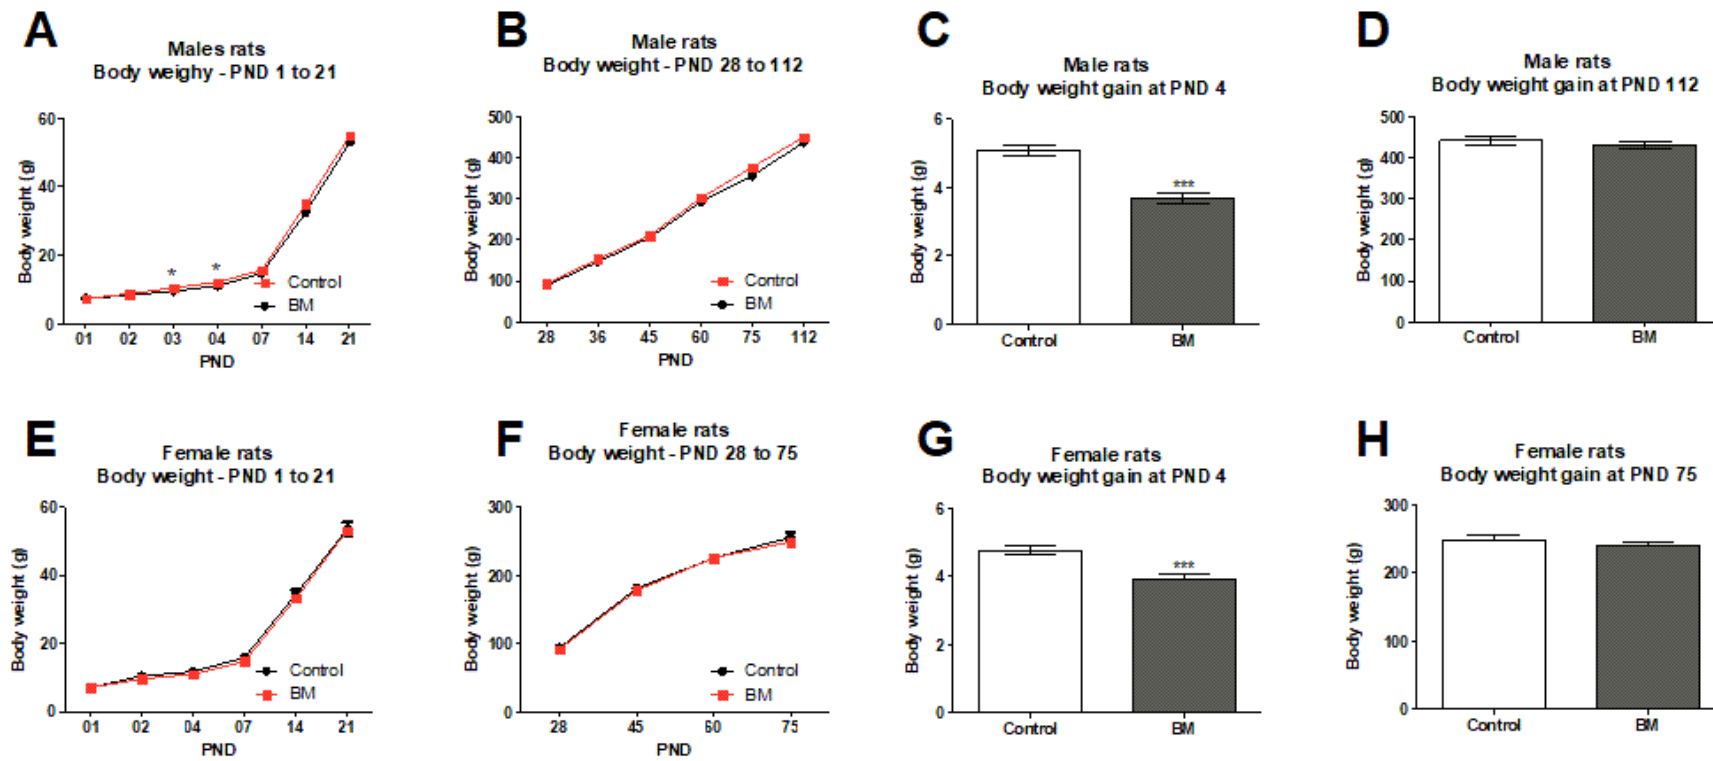 A
Males rats
Body weighy - PND 1 to 21
Body weight (g)
60
40
20
0
* *
Control
BM
01 02 03 04 07 14 21
PND
B
Male rats
Body weight - PND 28 to 112
Body weight (g)
500
400
300
200
100
0
Control
BM
28 36 45 60 75 112
PND
C
Male rats
Body weight gain at PND 4
Body weight (g)
6
4
2
0
***
Control BM
D
Male rats
Body weight gain at PND 112
Body weight (g)
500
400
300
200
100
0
Control BM
E
Female rats
Body weight - PND 1 to 21
Body weight (g)
60
40
20
0
Control
BM
01 02 04 07 14 21
PND
F
Female rats
Body weight - PND 28 to 75
Body weight (g)
300
200
100
0
Control
BM
28 45 60 75
PND
G
Female rats
Body weight gain at PND 4
Body weight (g)
6
4
2
0
***
Control BM
H
Female rats
Body weight gain at PND 75
Body weight (g)
300
200
100
0
Control BM